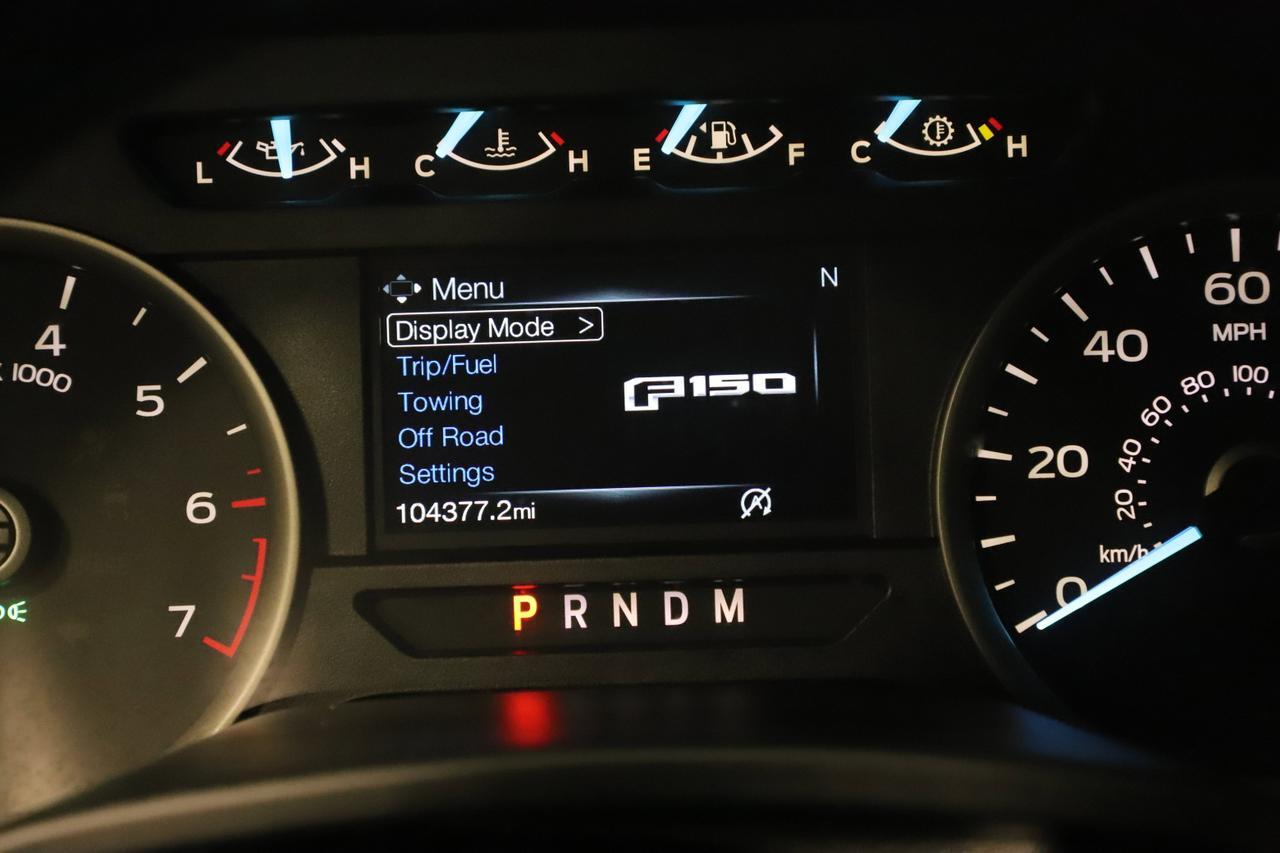 L H C H E F C H
Menu N
Display Mode >
Trip/Fuel
Towing
Off Road
Settings
F150
104377.2mi
P R N D M
4
x 1000
5
6
7
60
MPH
40
20
0
100
80
60
40
20
km/h